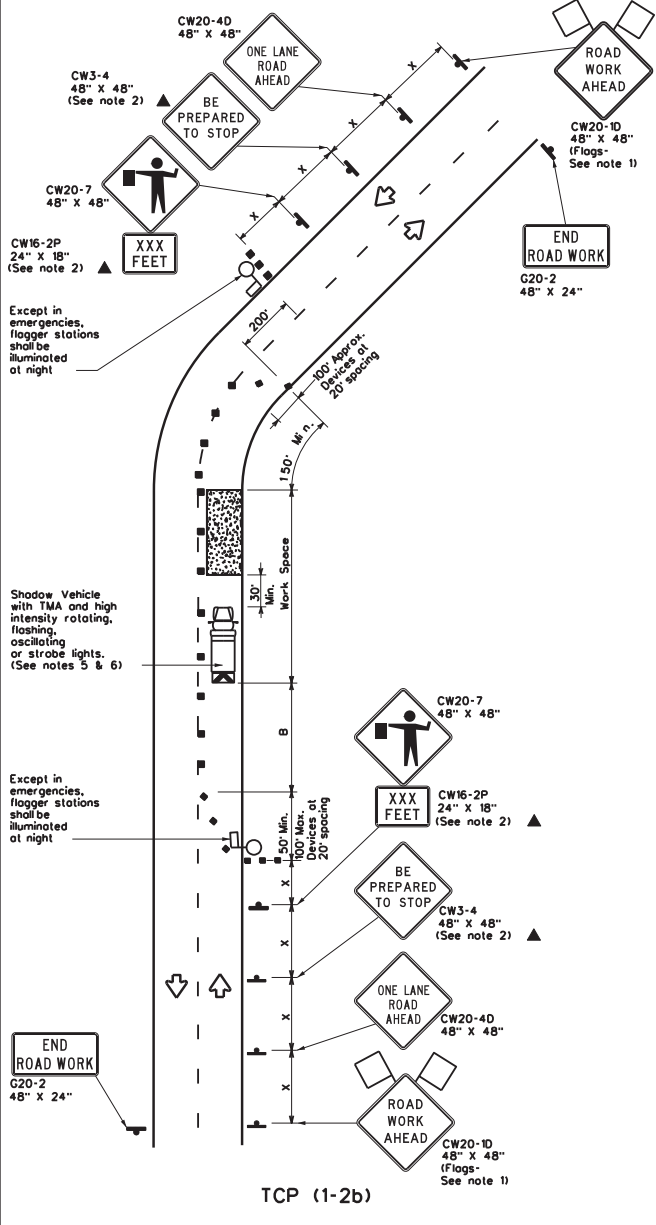 CW20-4D
48" X 48"
ONE LANE
ROAD
AHEAD
X
ROAD
WORK
AHEAD
CW3-4
48" X 48"
(See note 2) ▲
BE
PREPARED
TO STOP
X
CW20-1D
48" X 48"
(Flags-
See note 1)
X
CW20-7
48" X 48"
X
END
ROAD WORK
G20-2
48" X 24"
CW16-2P
24" X 18"
(See note 2) ▲
XXX
FEET
Except in
emergencies,
flagger stations
shall be
illuminated
at night
200'
100' Approx.
Devices at
20' spacing
150' Min.
Work Space
30'
Min.
Shadow Vehicle
with TMA and high
intensity rotating,
flashing,
oscillating
or strobe lights.
(See notes 5 & 6)
B
CW20-7
48" X 48"
XXX
FEET
CW16-2P
24" X 18"
(See note 2) ▲
Except in
emergencies,
flagger stations
shall be
illuminated
at night
50' Min.
100' Max.
Devices at
20' spacing
X
BE
PREPARED
TO STOP
CW3-4
48" X 48"
(See note 2) ▲
X
ONE LANE
ROAD
AHEAD
CW20-4D
48" X 48"
X
END
ROAD WORK
G20-2
48" X 24"
X
ROAD
WORK
AHEAD
CW20-1D
48" X 48"
(Flags-
See note 1)
TCP (1-2b)